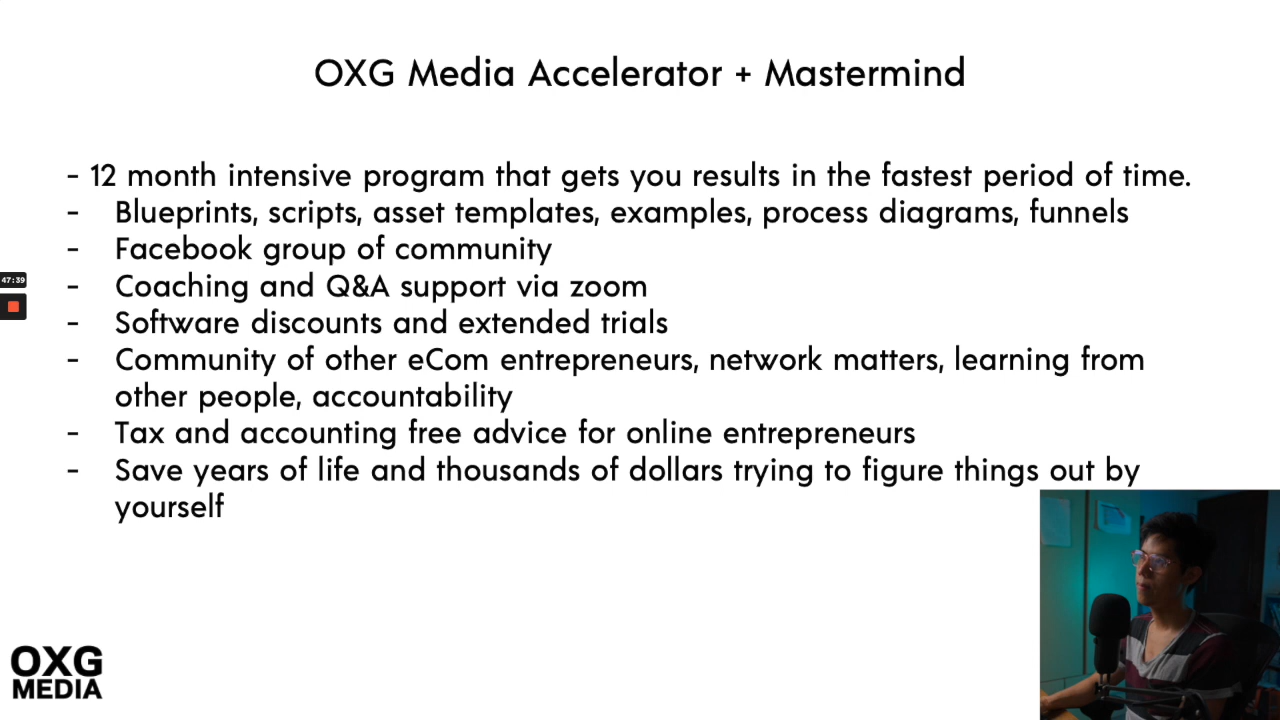 OXG Media Accelerator + Mastermind
- 12 month intensive program that gets you results in the fastest period of time.
- Blueprints, scripts, asset templates, examples, process diagrams, funnels
- Facebook group of community
47:39
- Coaching and Q&A support via zoom
- Software discounts and extended trials
- Community of other eCom entrepreneurs, network matters, learning from
other people, accountability
- Tax and accounting free advice for online entrepreneurs
- Save years of life and thousands of dollars trying to figure things out by
yourself
OXG
MEDIA